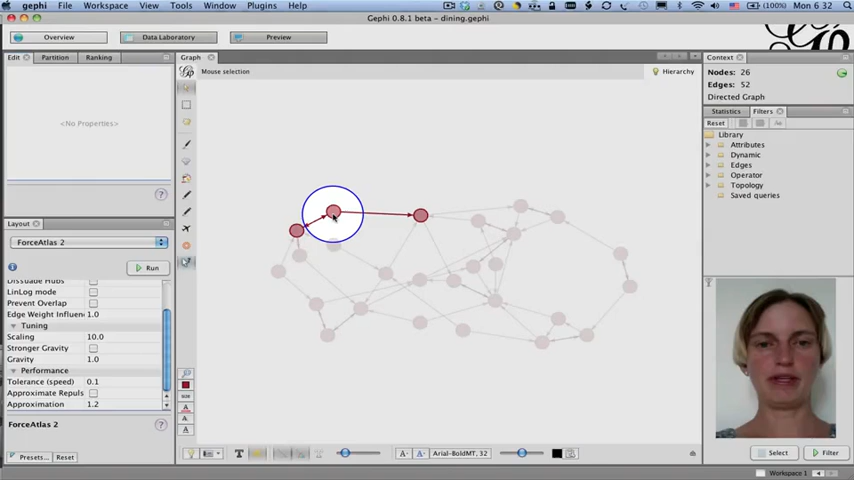 gephi File Workspace View Tools Window Plugins Help (100%) Mon 6 32
Gephi 0.8.1 beta - dining.gephi
Overview Data Laboratory Preview
Edit Partition Ranking
<No Properties>
Layout
ForceAtlas 2
Run
Dissuade Hubs
LinLog mode
Prevent Overlap
Edge Weight Influenc 1.0
Tuning
Scaling 10.0
Stronger Gravity
Gravity 1.0
Performance
Tolerance (speed) 0.1
Approximate Repuls
Approximation 1.2
ForceAtlas 2
Presets... Reset
Graph
Mouse selection Hierarchy
Arial-BoldMT, 32
Context
Nodes: 26
Edges: 52
Directed Graph
Statistics Filters
Reset
Library
Attributes
Dynamic
Edges
Operator
Topology
Saved queries
Select Filter
Workspace 1